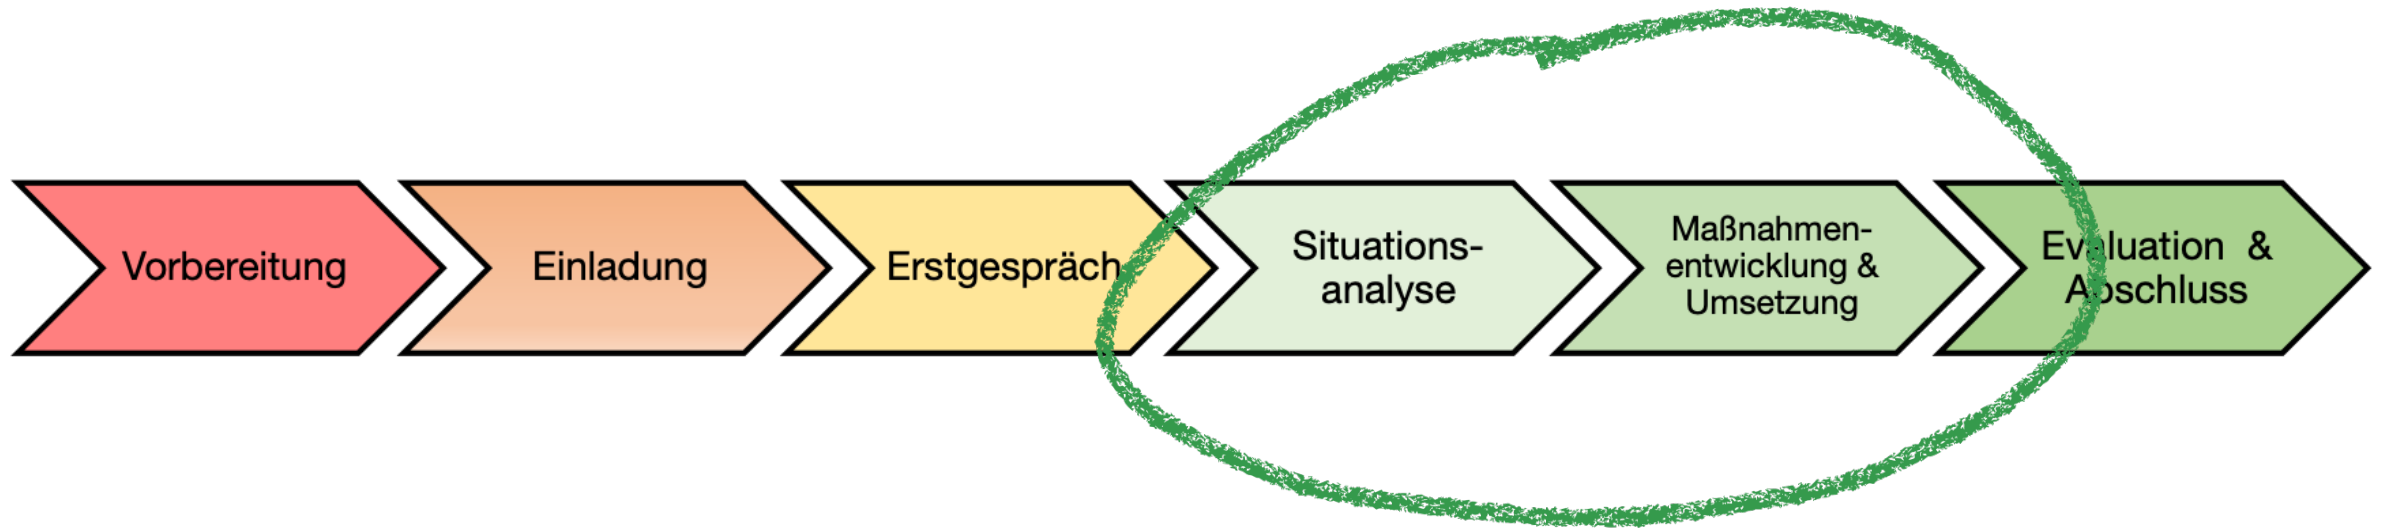 Vorbereitung
Einladung
Erstgespräch
Situations-
analyse
Maßnahmen-
entwicklung &
Umsetzung
Evaluation &
Abschluss